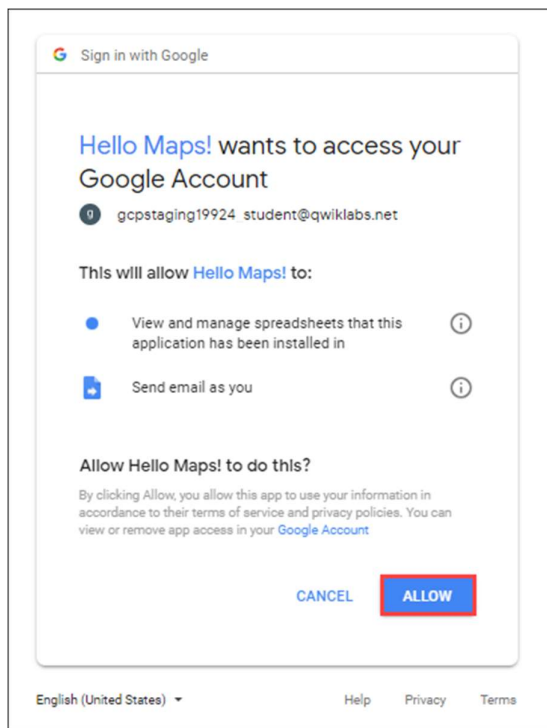 Sign in with Google
Hello Maps! wants to access your
Google Account
g gcpstaging19924_student@qwiklabs.net
This will allow Hello Maps! to:
View and manage spreadsheets that this
application has been installed in
Send email as you
Allow Hello Maps! to do this?
By clicking Allow, you allow this app to use your information in
accordance to their terms of service and privacy policies. You can
view or remove app access in your Google Account
CANCEL ALLOW
English (United States) Help Privacy Terms